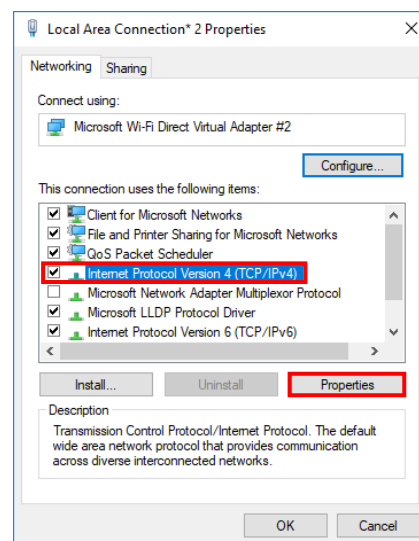 Local Area Connection* 2 Properties
Networking Sharing
Connect using:
Microsoft Wi-Fi Direct Virtual Adapter #2
Configure...
This connection uses the following items:
Client for Microsoft Networks
File and Printer Sharing for Microsoft Networks
QoS Packet Scheduler
Internet Protocol Version 4 (TCP/IPv4)
Microsoft Network Adapter Multiplexor Protocol
Microsoft LLDP Protocol Driver
Internet Protocol Version 6 (TCP/IPv6)
Install... Uninstall Properties
Description
Transmission Control Protocol/Internet Protocol. The default
wide area network protocol that provides communication
across diverse interconnected networks.
OK Cancel